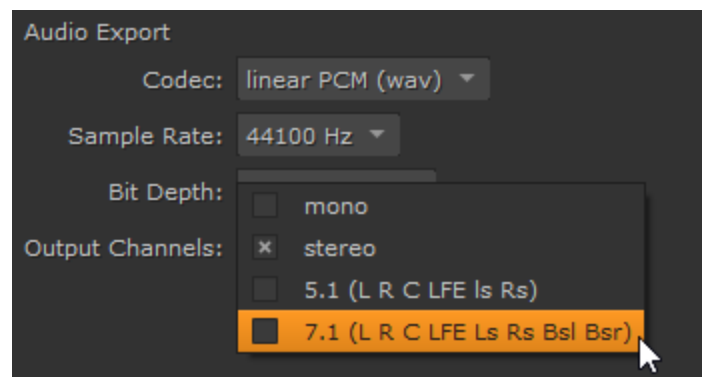 Audio Export
Codec: linear PCM (wav)
Sample Rate: 44100 Hz
Bit Depth:
mono
Output Channels: stereo
5.1 (L R C LFE ls Rs)
7.1 (L R C LFE Ls Rs Bsl Bsr)